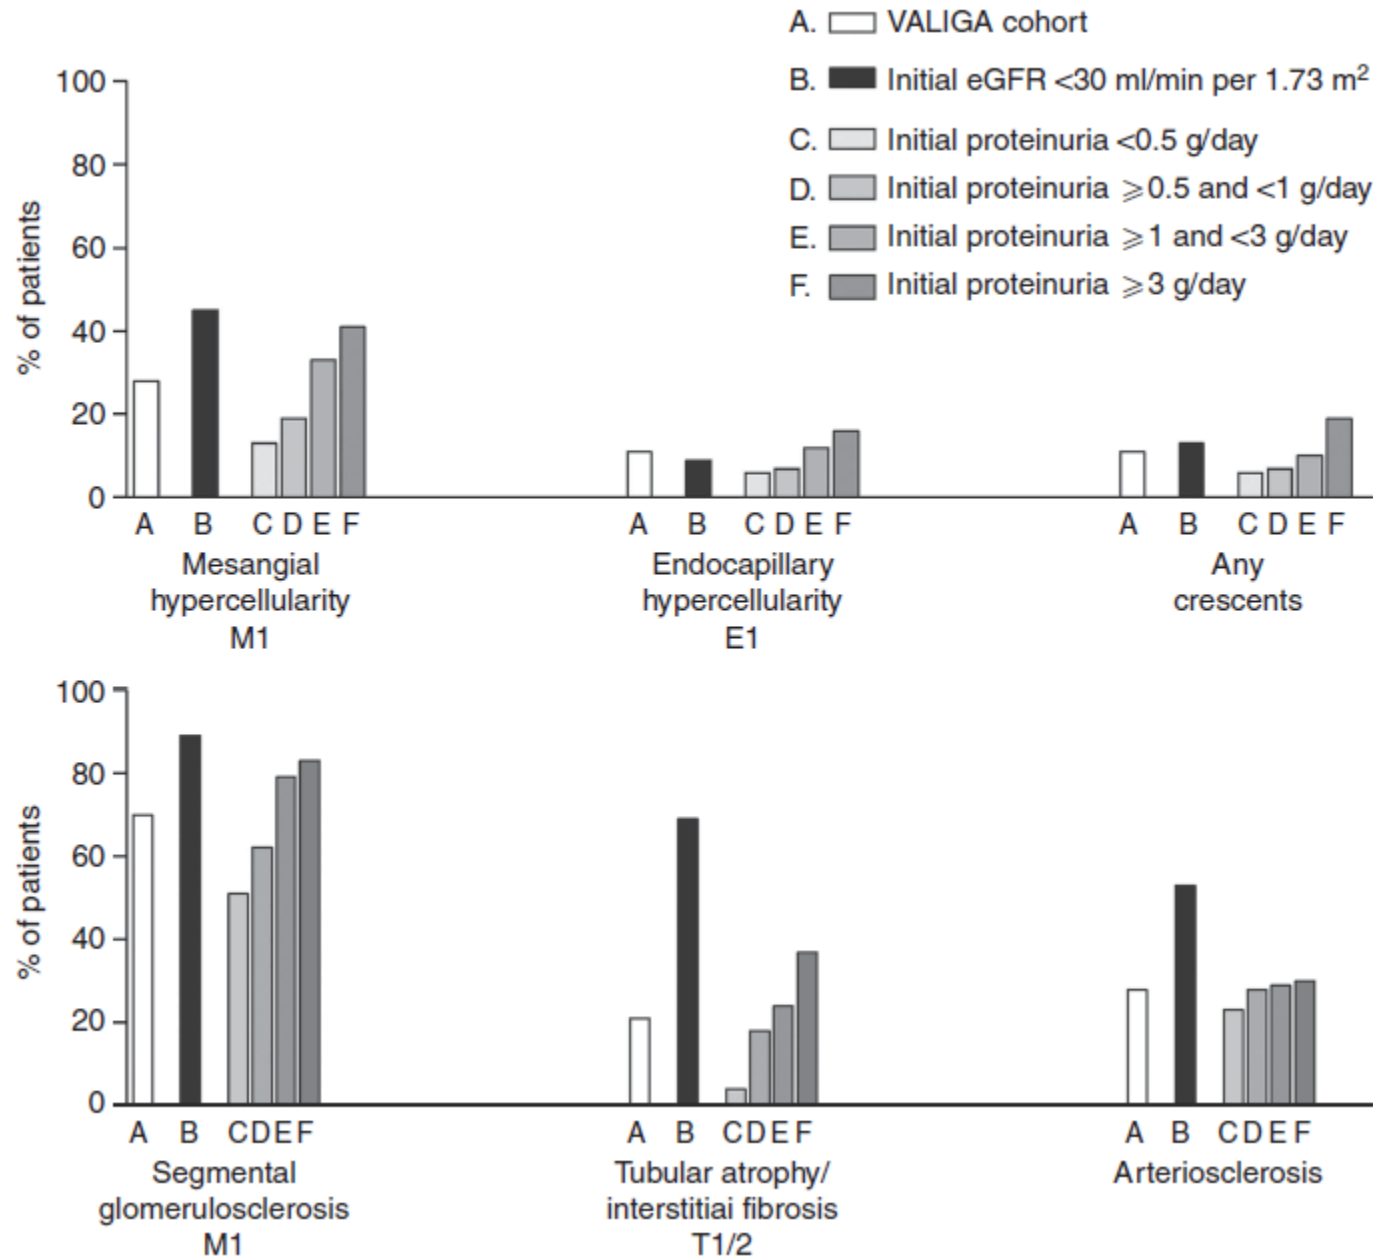 A. VALIGA cohort
B. Initial eGFR <30 ml/min per 1.73 m²
C. Initial proteinuria <0.5 g/day
D. Initial proteinuria ⩾0.5 and <1 g/day
E. Initial proteinuria ⩾1 and <3 g/day
F. Initial proteinuria ⩾3 g/day
% of patients
100
80
60
40
20
0
A B C D E F
Mesangial
hypercellularity
M1
A B C D E F
Endocapillary
hypercellularity
E1
A B C D E F
Any
crescents
% of patients
100
80
60
40
20
0
A B C D E F
Segmental
glomerulosclerosis
M1
A B C D E F
Tubular atrophy/
interstitiai fibrosis
T1/2
A B C D E F
Arteriosclerosis